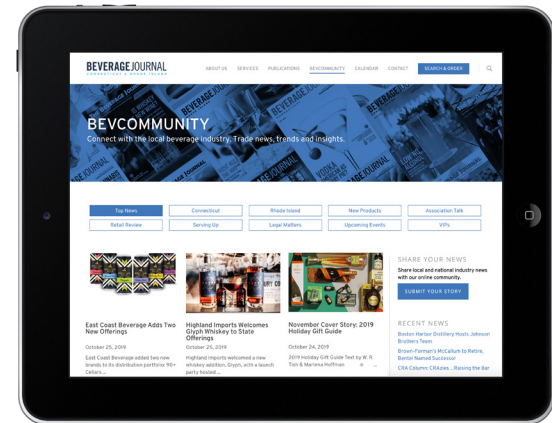 BEVERAGE JOURNAL
CONNECTICUT & RHODE ISLAND
ABOUT US SERVICES PUBLICATIONS BEVCOMMUNITY CALENDAR CONTACT SEARCH & ORDER
BEVCOMMUNITY
Connect with the local beverage industry. Trade news, trends and insights.
Top News Connecticut Rhode Island New Products Association Talk
Retail Review Serving Up Legal Matters Upcoming Events VIPs
East Coast Beverage Adds Two
New Offerings
October 25, 2019
East Coast Beverage added two new
brands to its distribution portfolio: 90+
Cellars ...
Highland Imports Welcomes
Glyph Whiskey to State
Offerings
October 25, 2019
Highland Imports welcomed a new
whiskey addition, Glyph, with a launch
party hosted ...
November Cover Story: 2019
Holiday Gift Guide
October 24, 2019
2019 Holiday Gift Guide Text by W. R.
Tish & Marlena Hoffman
SHARE YOUR NEWS
Share local and national industry news
with our online community.
SUBMIT YOUR STORY
RECENT NEWS
Boston Harbor Distillery Hosts Johnson
Brothers Team
Brown-Forman's McCallum to Retire,
Bentel Named Successor
CRA Column: CRAzies ... Raising the Bar